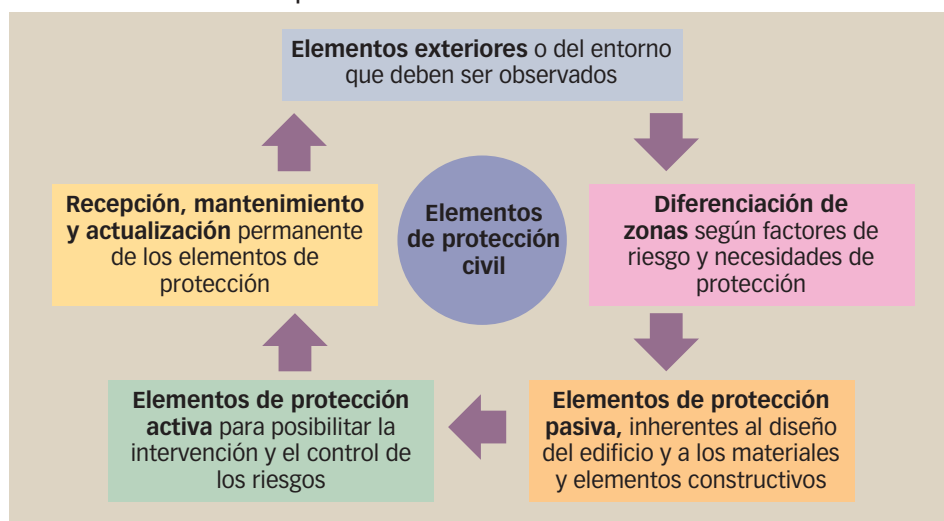 Elementos exteriores o del entorno
que deben ser observados
Diferenciación de
zonas según factores de
riesgo y necesidades de
protección
Elementos de protección
pasiva, inherentes al diseño
del edificio y a los materiales
y elementos constructivos
Elementos de protección
activa para posibilitar la
intervención y el control de
los riesgos
Recepción, mantenimiento
y actualización permanente
de los elementos de
protección
Elementos
de protección
civil